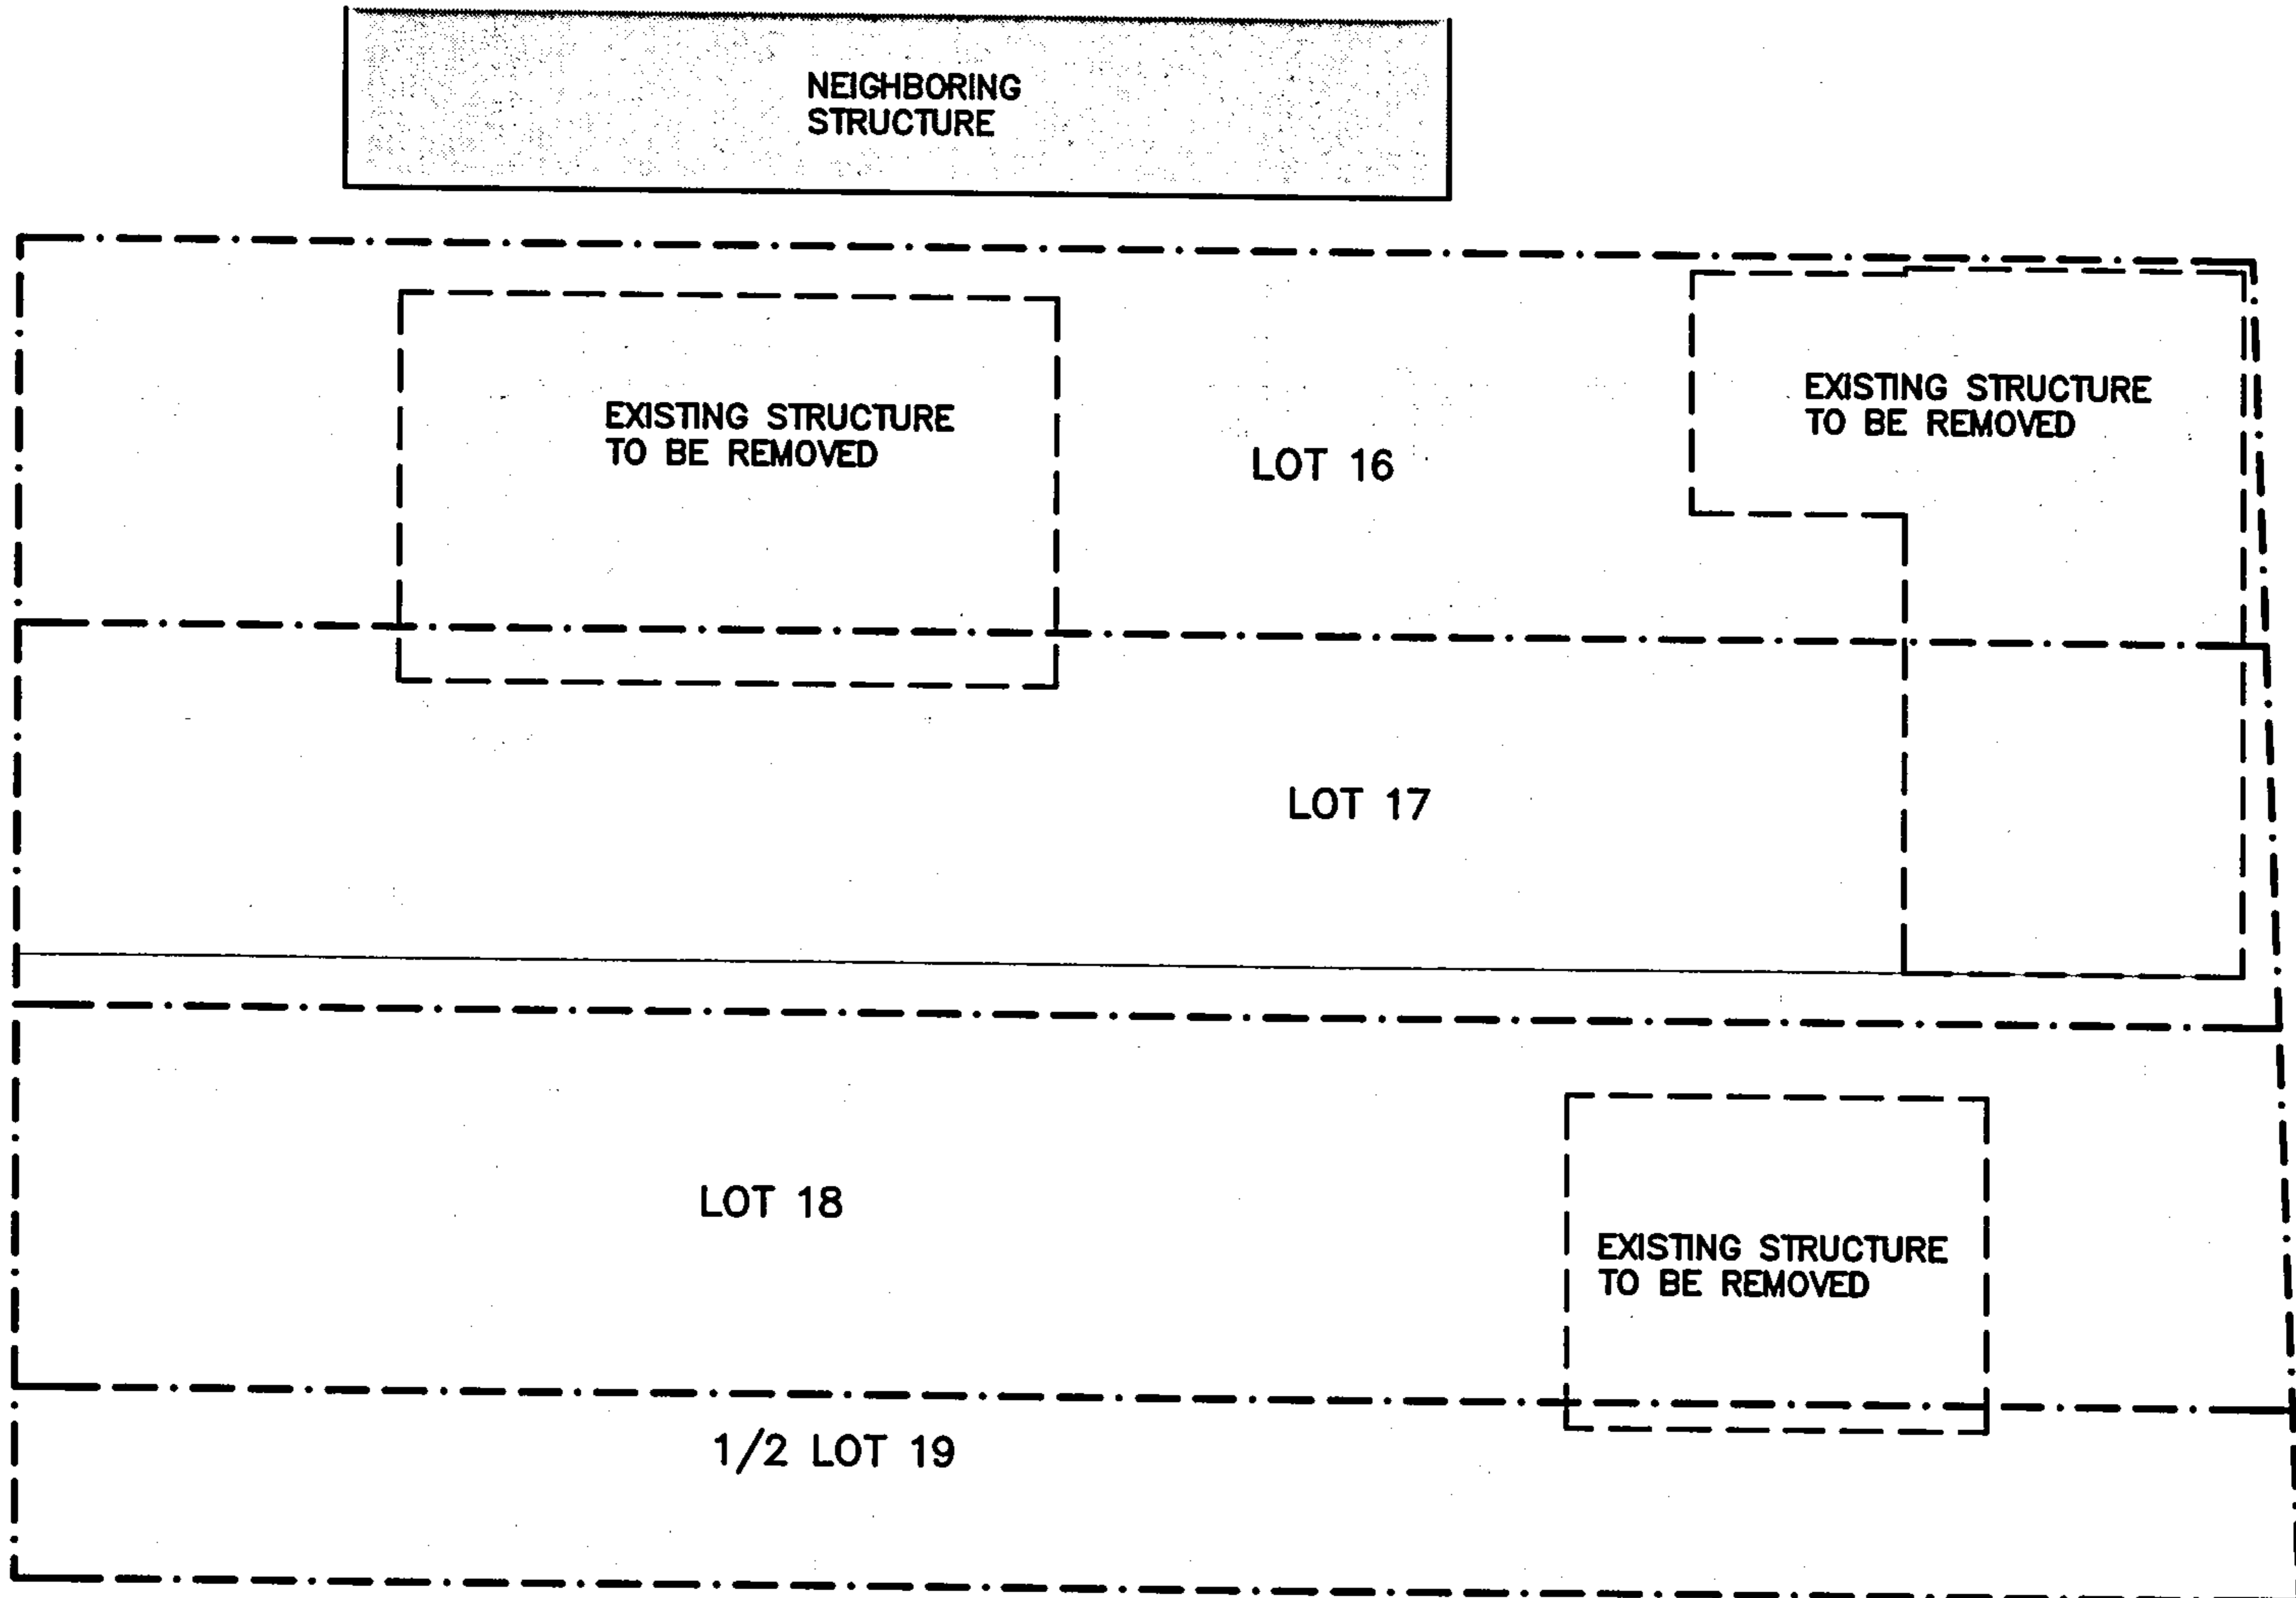 NEIGHBORING
STRUCTURE
EXISTING STRUCTURE
TO BE REMOVED
EXISTING STRUCTURE
TO BE REMOVED
LOT 16
LOT 17
LOT 18
EXISTING STRUCTURE
TO BE REMOVED
1/2 LOT 19